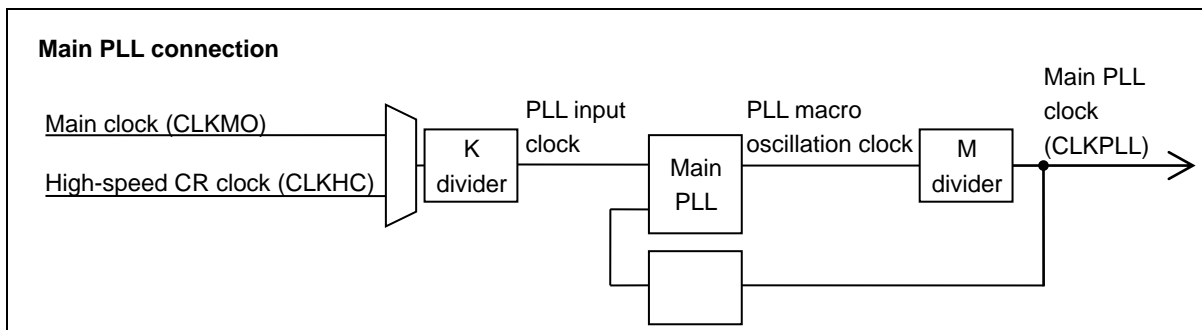 Main PLL connection
Main clock (CLKMO)
High-speed CR clock (CLKHC)
K
divider
PLL input
clock
Main
PLL
PLL macro
oscillation clock
M
divider
Main PLL
clock
(CLKPLL)